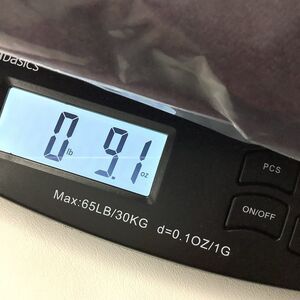 basics
0 lb 9.1 oz
PCS
ON/OFF
Max:65LB/30KG d=0.1OZ/1G